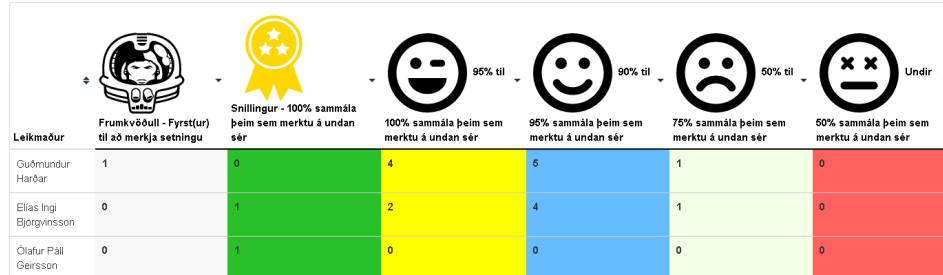 95% til
90% til
50% til
Undir
Leikmaður
Frumkvöðull - Fyrst(ur)
til að merkja setningu
Snillingur - 100% sammála
þeim sem merktu á undan
sér
100% sammála þeim sem
merktu á undan sér
95% sammála þeim sem
merktu á undan sér
75% sammála þeim sem
merktu á undan sér
50% sammála þeim sem
merktu á undan sér
Guðmundur
Harðar
1
0
4
5
1
0
Elías Ingi
Björgvinsson
0
1
2
4
1
0
Ólafur Páll
Geirsson
0
1
0
0
0
0